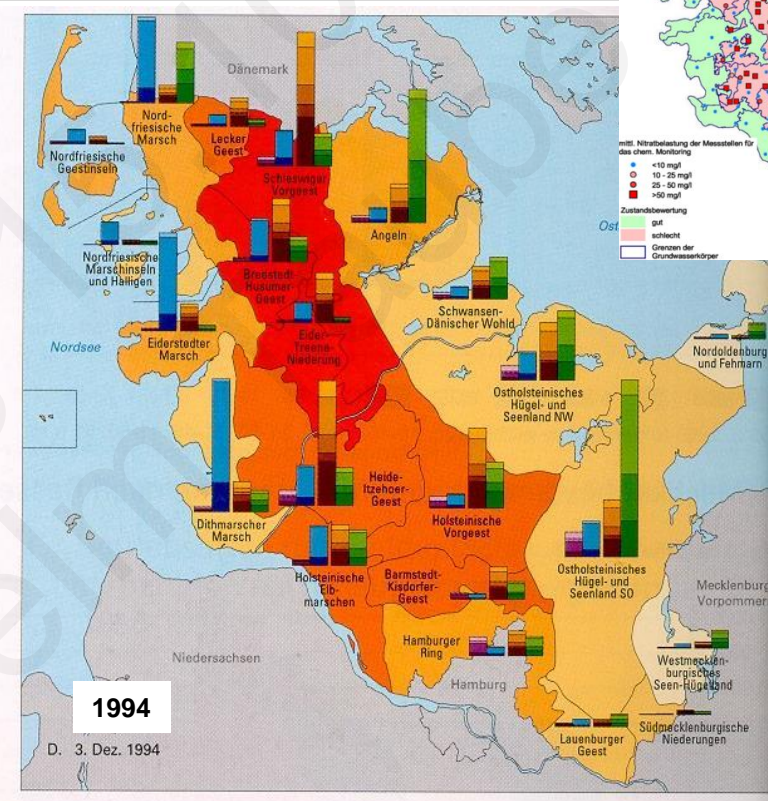 Dänemark
Nord-
friesische
Marsch
Lecker
Geest
Schleswiger
Vorgeest
Nordfriesische
Geestinseln
Angeln
Nordfriesische
Marschinseln
und Halligen
Bredstedt-
Husumer-
Geest
Schwansen-
Dänischer Wohld
Eiderstedter
Marsch
Eider-
Treene-
Niederung
Nordsee
Ost
Nordoldenburg
und Fehmarn
Ostholsteinisches
Hügel- und
Seenland NW
Heide-
Itzehoer-
Geest
Dithmarscher
Marsch
Holsteinische
Vorgeest
Holsteinische
Elb-
marschen
Barmstedt-
Kisdorfer-
Geest
Ostholsteinisches
Hügel- und
Seenland SO
Mecklenburg
Vorpommer
Hamburger
Ring
Niedersachsen
Hamburg
Westmecklen-
burgisches
Seen-Hügelland
Lauenburger
Geest
Südmecklenburgische
Niederungen
1994
D. 3. Dez. 1994
mittl. Nitratbelastung der Messstellen für
das chem. Monitoring
<10 mg/l
10 - 25 mg/l
25 - 50 mg/l
>50 mg/l
Zustandsbewertung
gut
schlecht
Grenzen der
Grundwasserkörper